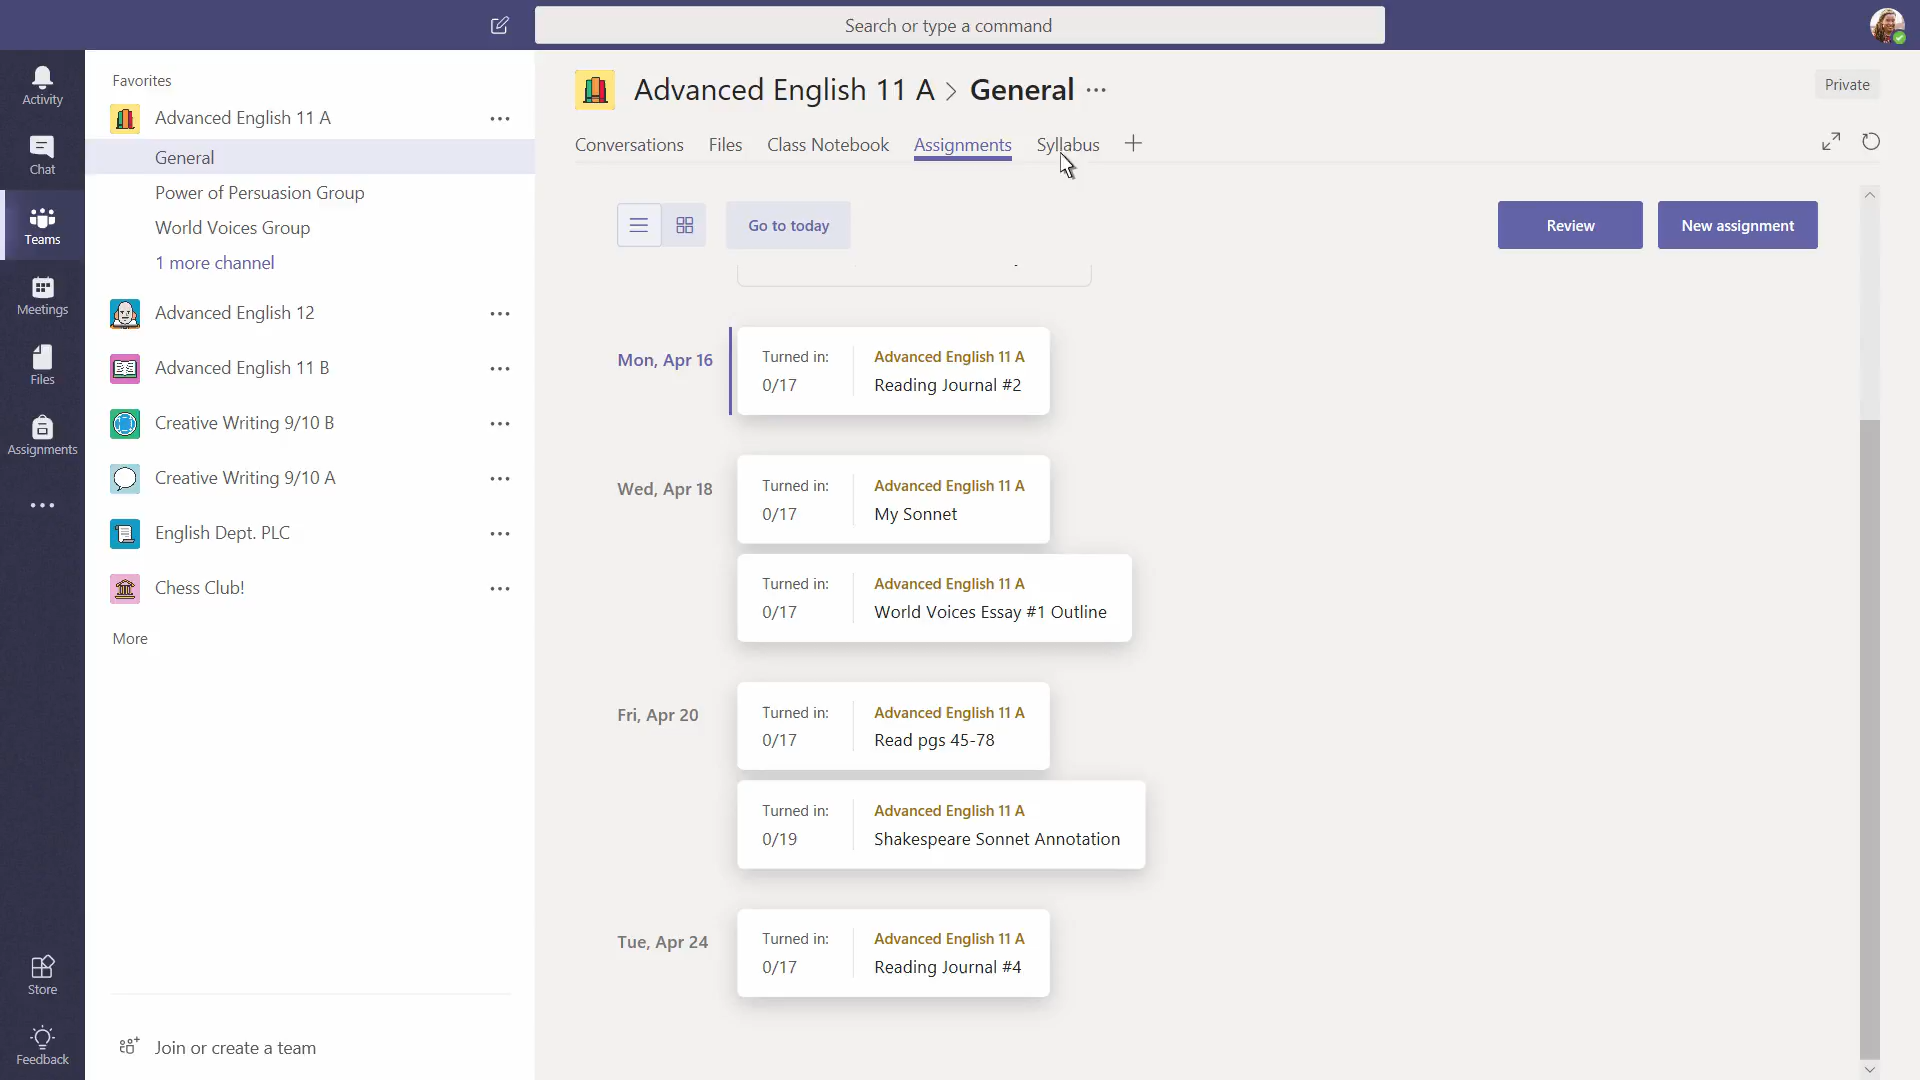 Search or type a command
Activity
Chat
Teams
Meetings
Files
Assignments
Store
Feedback
Favorites
Advanced English 11 A
General
Power of Persuasion Group
World Voices Group
1 more channel
Advanced English 12
Advanced English 11 B
Creative Writing 9/10 B
Creative Writing 9/10 A
English Dept. PLC
Chess Club!
More
Join or create a team
Advanced English 11 A > General
Private
Conversations Files Class Notebook Assignments Syllabus
Go to today
Review
New assignment
Mon, Apr 16
Turned in:
0/17
Advanced English 11 A
Reading Journal #2
Wed, Apr 18
Turned in:
0/17
Advanced English 11 A
My Sonnet
Turned in:
0/17
Advanced English 11 A
World Voices Essay #1 Outline
Fri, Apr 20
Turned in:
0/17
Advanced English 11 A
Read pgs 45-78
Turned in:
0/19
Advanced English 11 A
Shakespeare Sonnet Annotation
Tue, Apr 24
Turned in:
0/17
Advanced English 11 A
Reading Journal #4